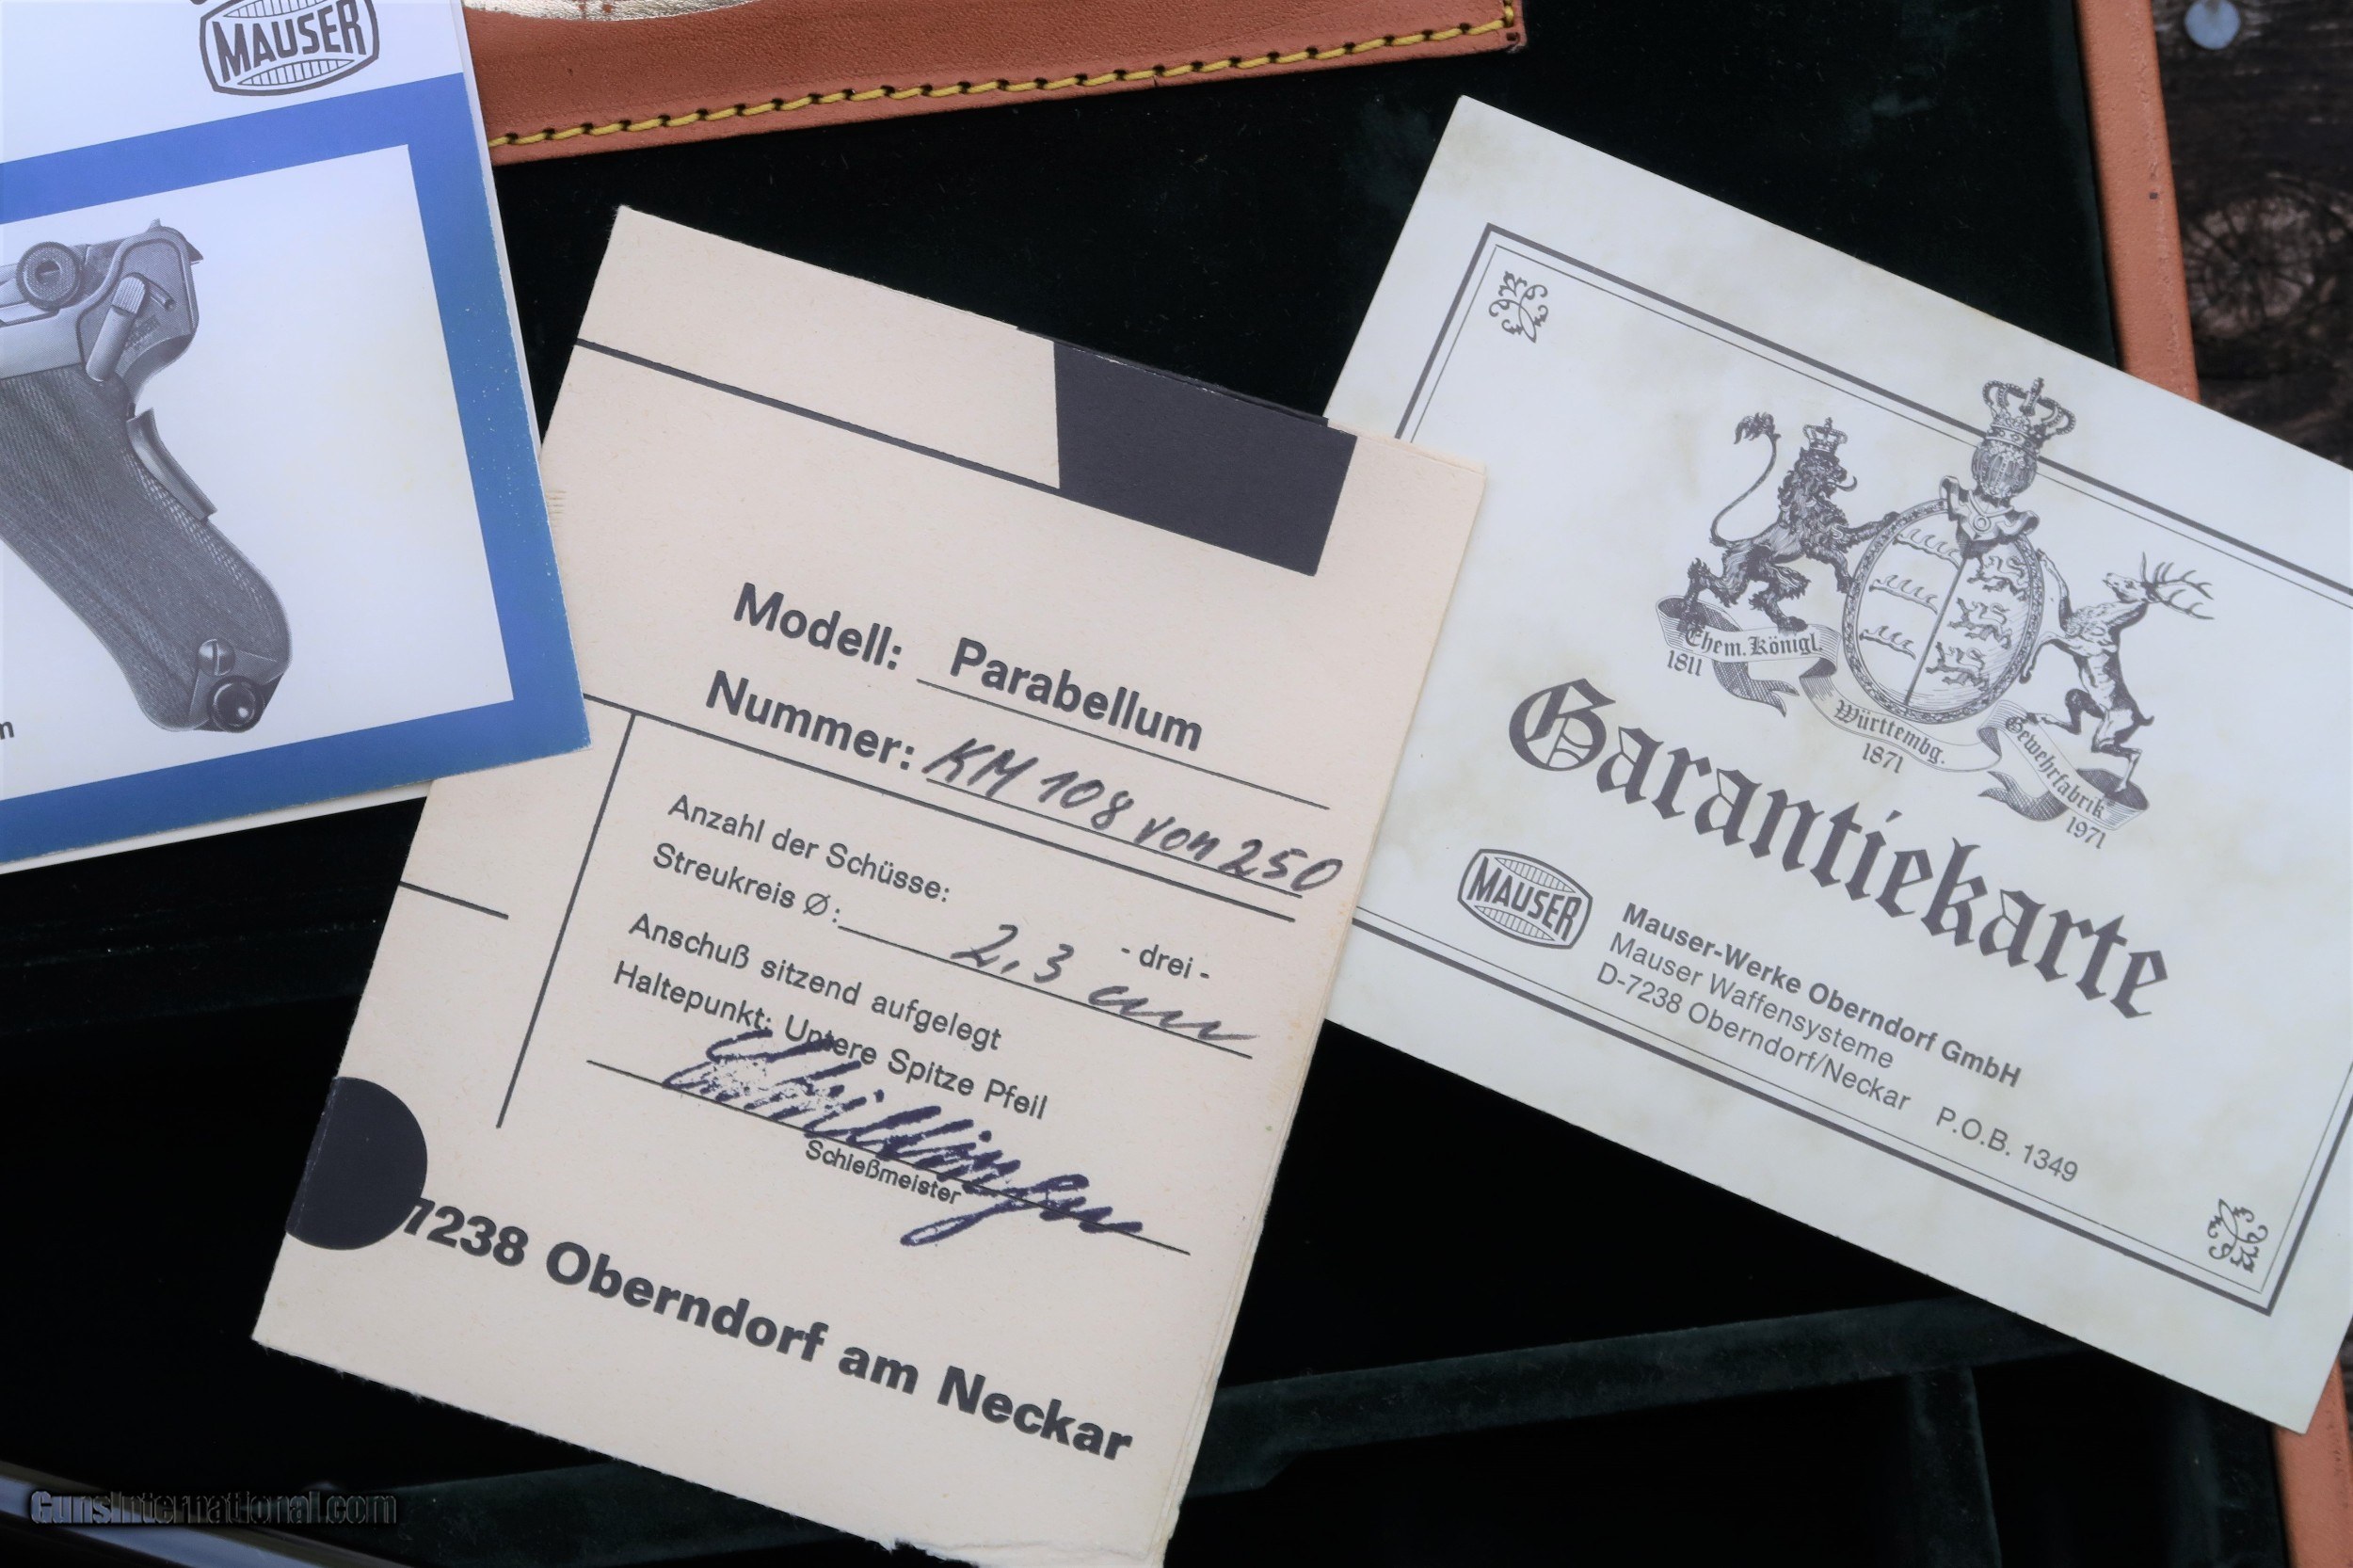 MAUSER
m
Modell: Parabellum
Nummer: KM 108 von 250
Anzahl der Schüsse: - drei -
Streukreis Ø: 2,3 cm
Anschuß sitzend aufgelegt
Haltepunkt: Untere Spitze Pfeil
Schießmeister
7238 Oberndorf am Neckar
Ehem. Königl.
1811
Württembg.
1871
Gewehrfabrik
1971
Garantiekarte
MAUSER
Mauser-Werke Oberndorf GmbH
Mauser Waffensysteme
D-7238 Oberndorf/Neckar P.O.B. 1349
GunsInternational.com